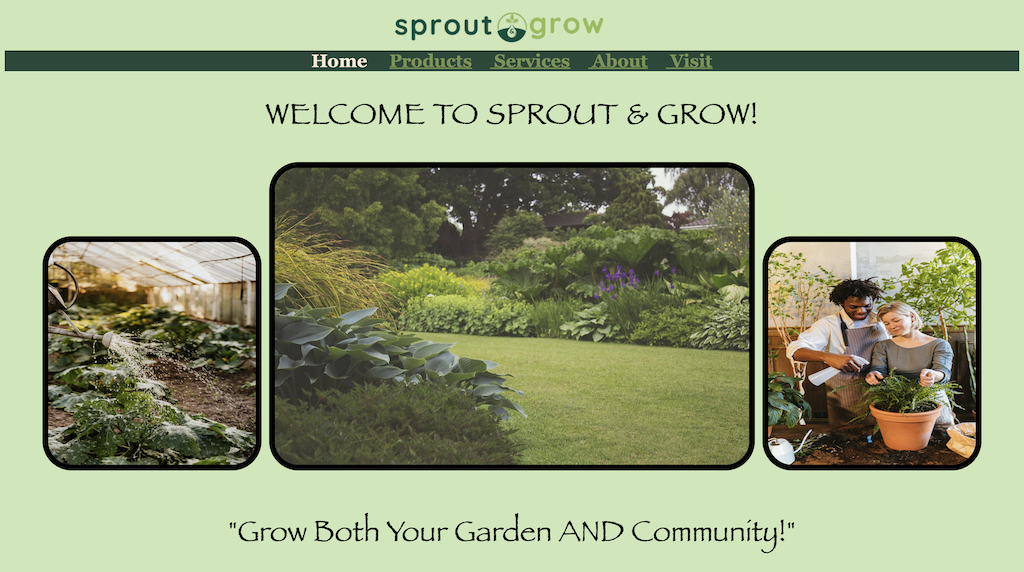 sprout grow
Home Products Services About Visit
WELCOME TO SPROUT & GROW!
"Grow Both Your Garden AND Community!"